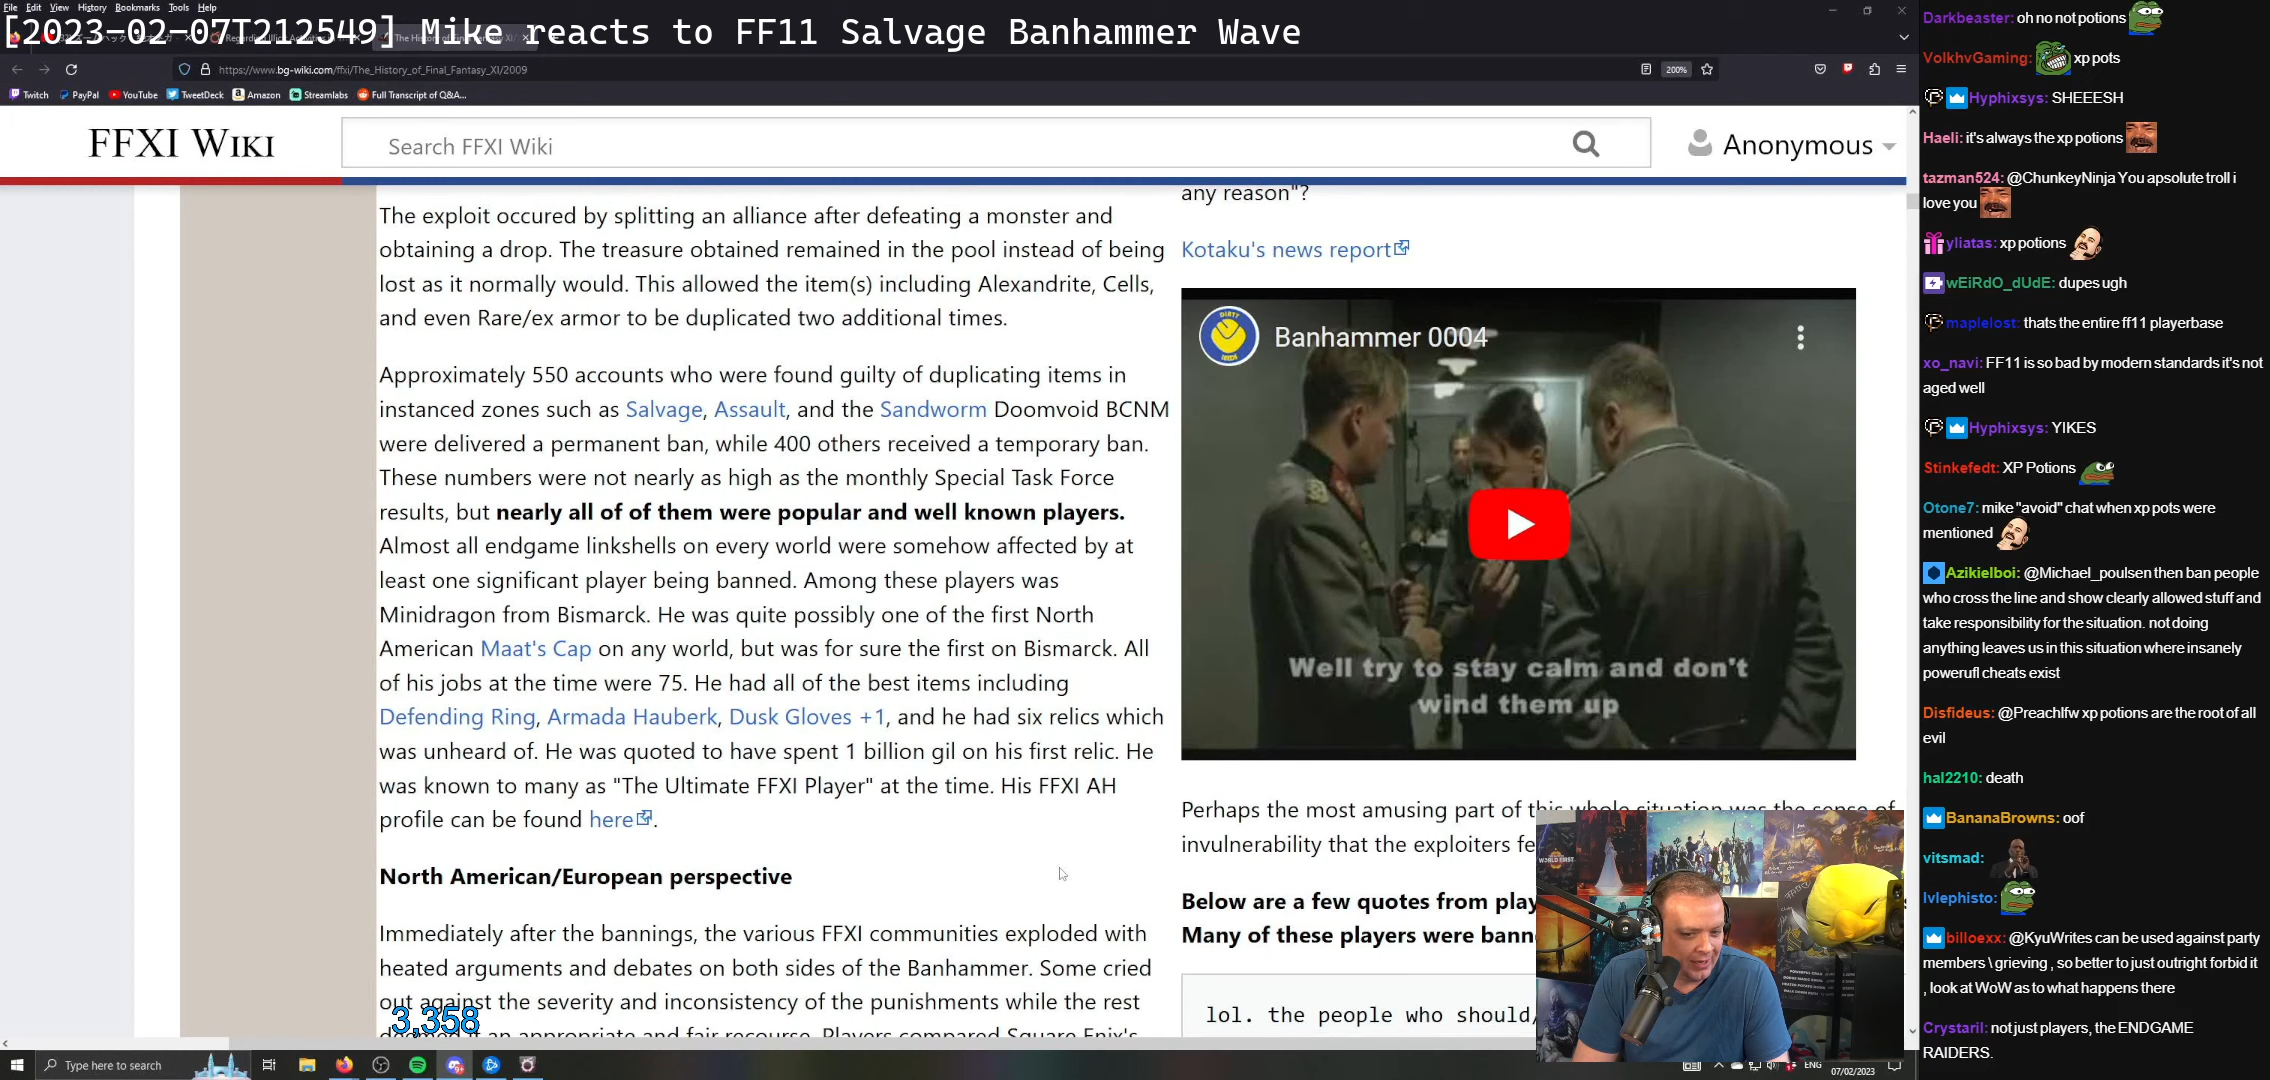 File Edit View History Bookmarks Tools Help
[2023-02-07T212549] Mike reacts to FF11 Salvage Banhammer Wave
https://www.bg-wiki.com/ffxi/The_History_of_Final_Fantasy_XI/2009
200%
Twitch PayPal YouTube TweetDeck Amazon Streamlabs Full Transcript of Q&A...
FFXI Wiki
Search FFXI Wiki
Anonymous
The exploit occured by splitting an alliance after defeating a monster and
obtaining a drop. The treasure obtained remained in the pool instead of being
lost as it normally would. This allowed the item(s) including Alexandrite, Cells,
and even Rare/ex armor to be duplicated two additional times.
Approximately 550 accounts who were found guilty of duplicating items in
instanced zones such as Salvage, Assault, and the Sandworm Doomvoid BCNM
were delivered a permanent ban, while 400 others received a temporary ban.
These numbers were not nearly as high as the monthly Special Task Force
results, but nearly all of of them were popular and well known players.
Almost all endgame linkshells on every world were somehow affected by at
least one significant player being banned. Among these players was
Minidragon from Bismarck. He was quite possibly one of the first North
American Maat's Cap on any world, but was for sure the first on Bismarck. All
of his jobs at the time were 75. He had all of the best items including
Defending Ring, Armada Hauberk, Dusk Gloves +1, and he had six relics which
was unheard of. He was quoted to have spent 1 billion gil on his first relic. He
was known to many as "The Ultimate FFXI Player" at the time. His FFXI AH
profile can be found here.
North American/European perspective
Immediately after the bannings, the various FFXI communities exploded with
heated arguments and debates on both sides of the Banhammer. Some cried
out against the severity and inconsistency of the punishments while the rest
deemed it an appropriate and fair recourse. Players compared Square Enix's
3,358
any reason"?
Kotaku's news report
Banhammer 0004
Well try to stay calm and don't
wind them up
Perhaps the most amusing part of this whole situation was the sense of
invulnerability that the exploiters fe
Below are a few quotes from play
Many of these players were bann
lol. the people who should/
WORLD FIRST
Darkbeaster: oh no not potions
VolkhvGaming: xp pots
Hyphixsys: SHEEESH
Haeli: it's always the xp potions
tazman524: @ChunkeyNinja You apsolute troll i
love you
yliatas: xp potions
wEiRdO_dUdE: dupes ugh
maplelost: thats the entire ff11 playerbase
xo_navi: FF11 is so bad by modern standards it's not
aged well
Hyphixsys: YIKES
Stinkefedt: XP Potions
Otone7: mike "avoid" chat when xp pots were
mentioned
Azikielboi: @Michael_poulsen then ban people
who cross the line and show clearly allowed stuff and
take responsibility for the situation. not doing
anything leaves us in this situation where insanely
powerufl cheats exist
Disfideus: @Preachlfw xp potions are the root of all
evil
hal2210: death
BananaBrowns: oof
vitsmad:
lvlephisto:
billoexx: @KyuWrites can be used against party
members \ grieving , so better to just outright forbid it
, look at WoW as to what happens there
Crystaril: not just players, the ENDGAME
RAIDERS.
Type here to search
ENG
07/02/2023